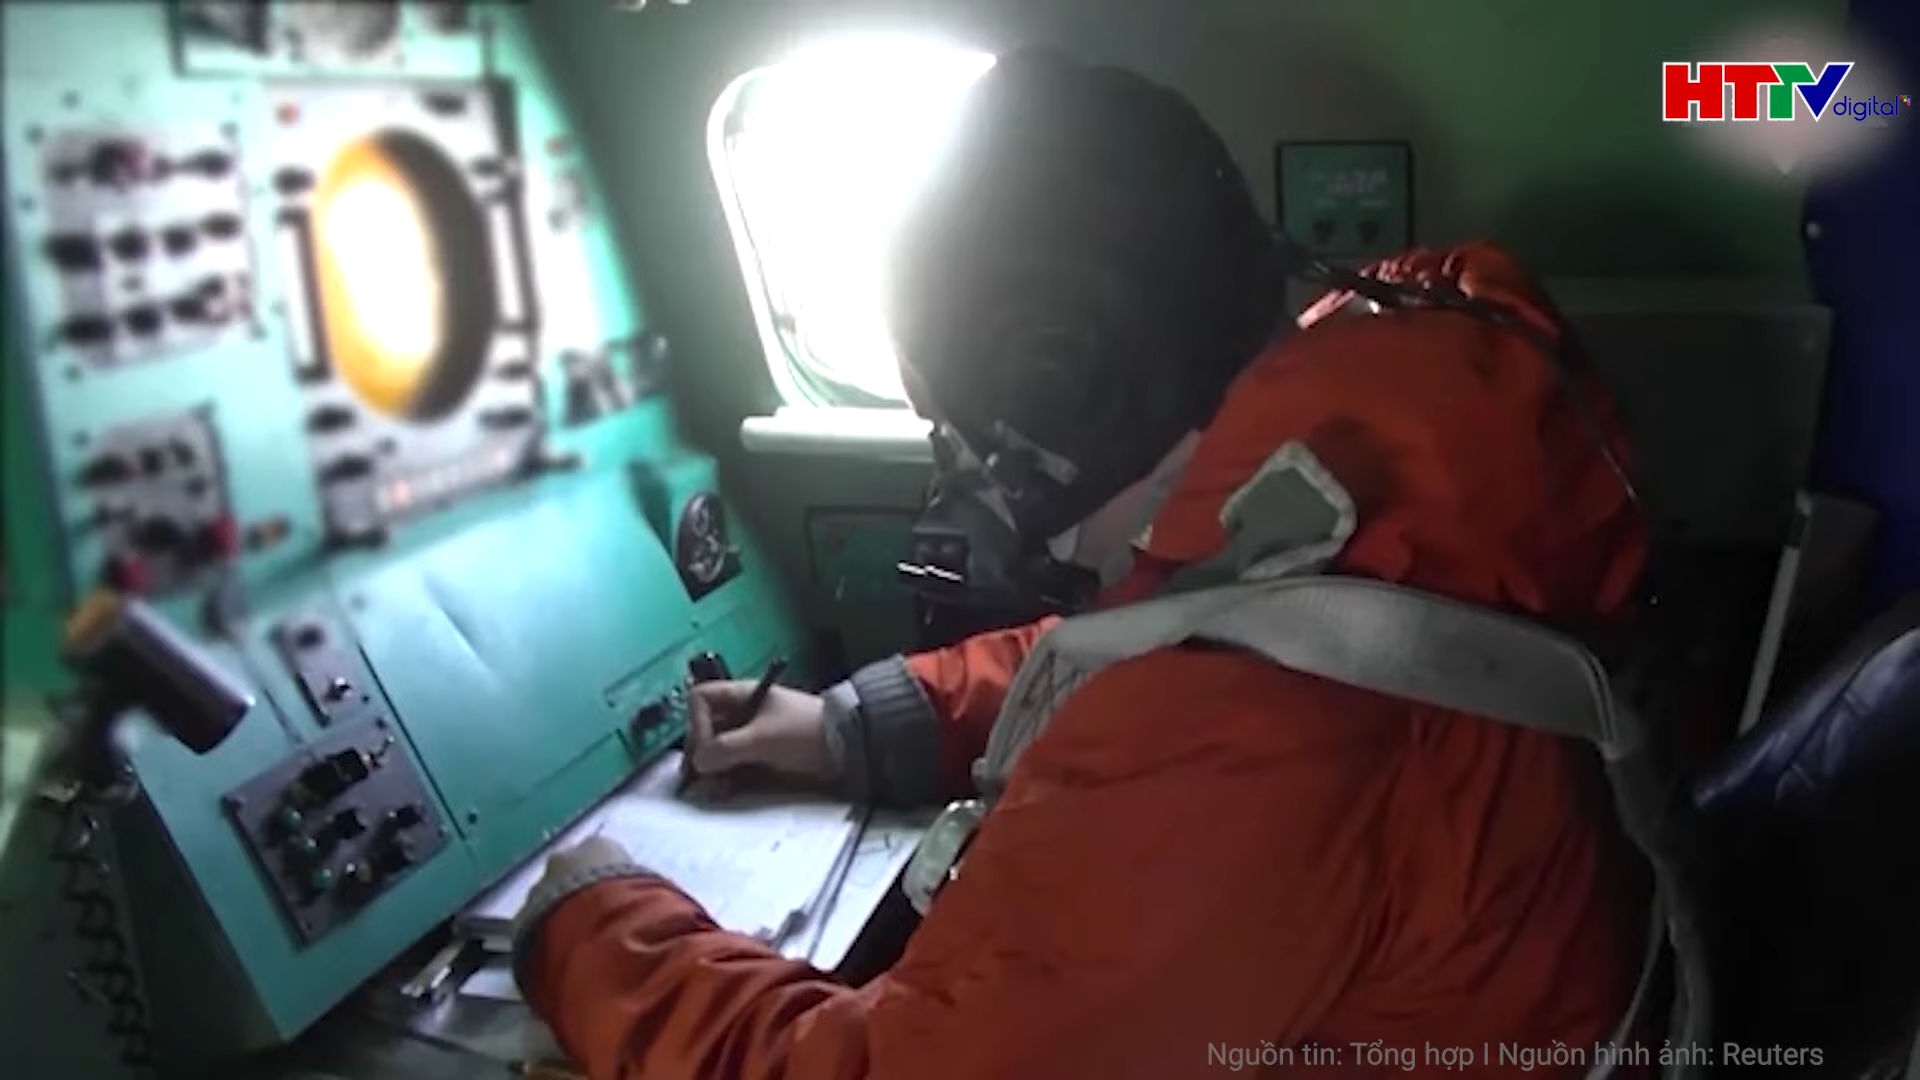 HTTV digital
Nguồn tin: Tổng hợp I Nguồn hình ảnh: Reuters